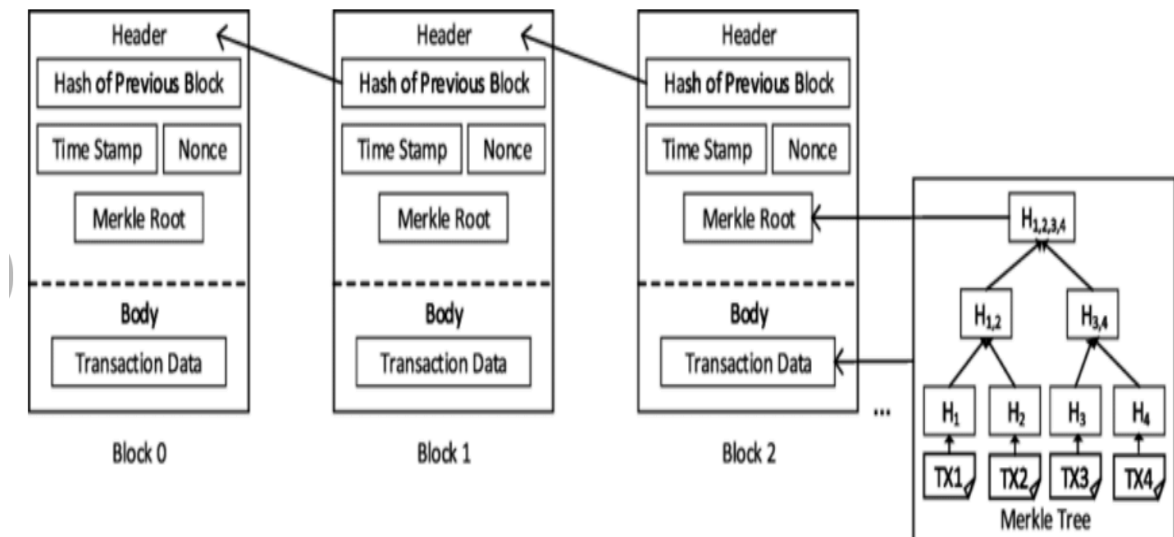 Header
Hash of Previous Block
Time Stamp
Nonce
Merkle Root
Body
Transaction Data
Block 0
Header
Hash of Previous Block
Time Stamp
Nonce
Merkle Root
Body
Transaction Data
Block 1
Header
Hash of Previous Block
Time Stamp
Nonce
Merkle Root
Body
Transaction Data
Block 2
...
H1,2,3,4
H1,2
H3,4
H1
H2
H3
H4
TX1
TX2
TX3
TX4
Merkle Tree